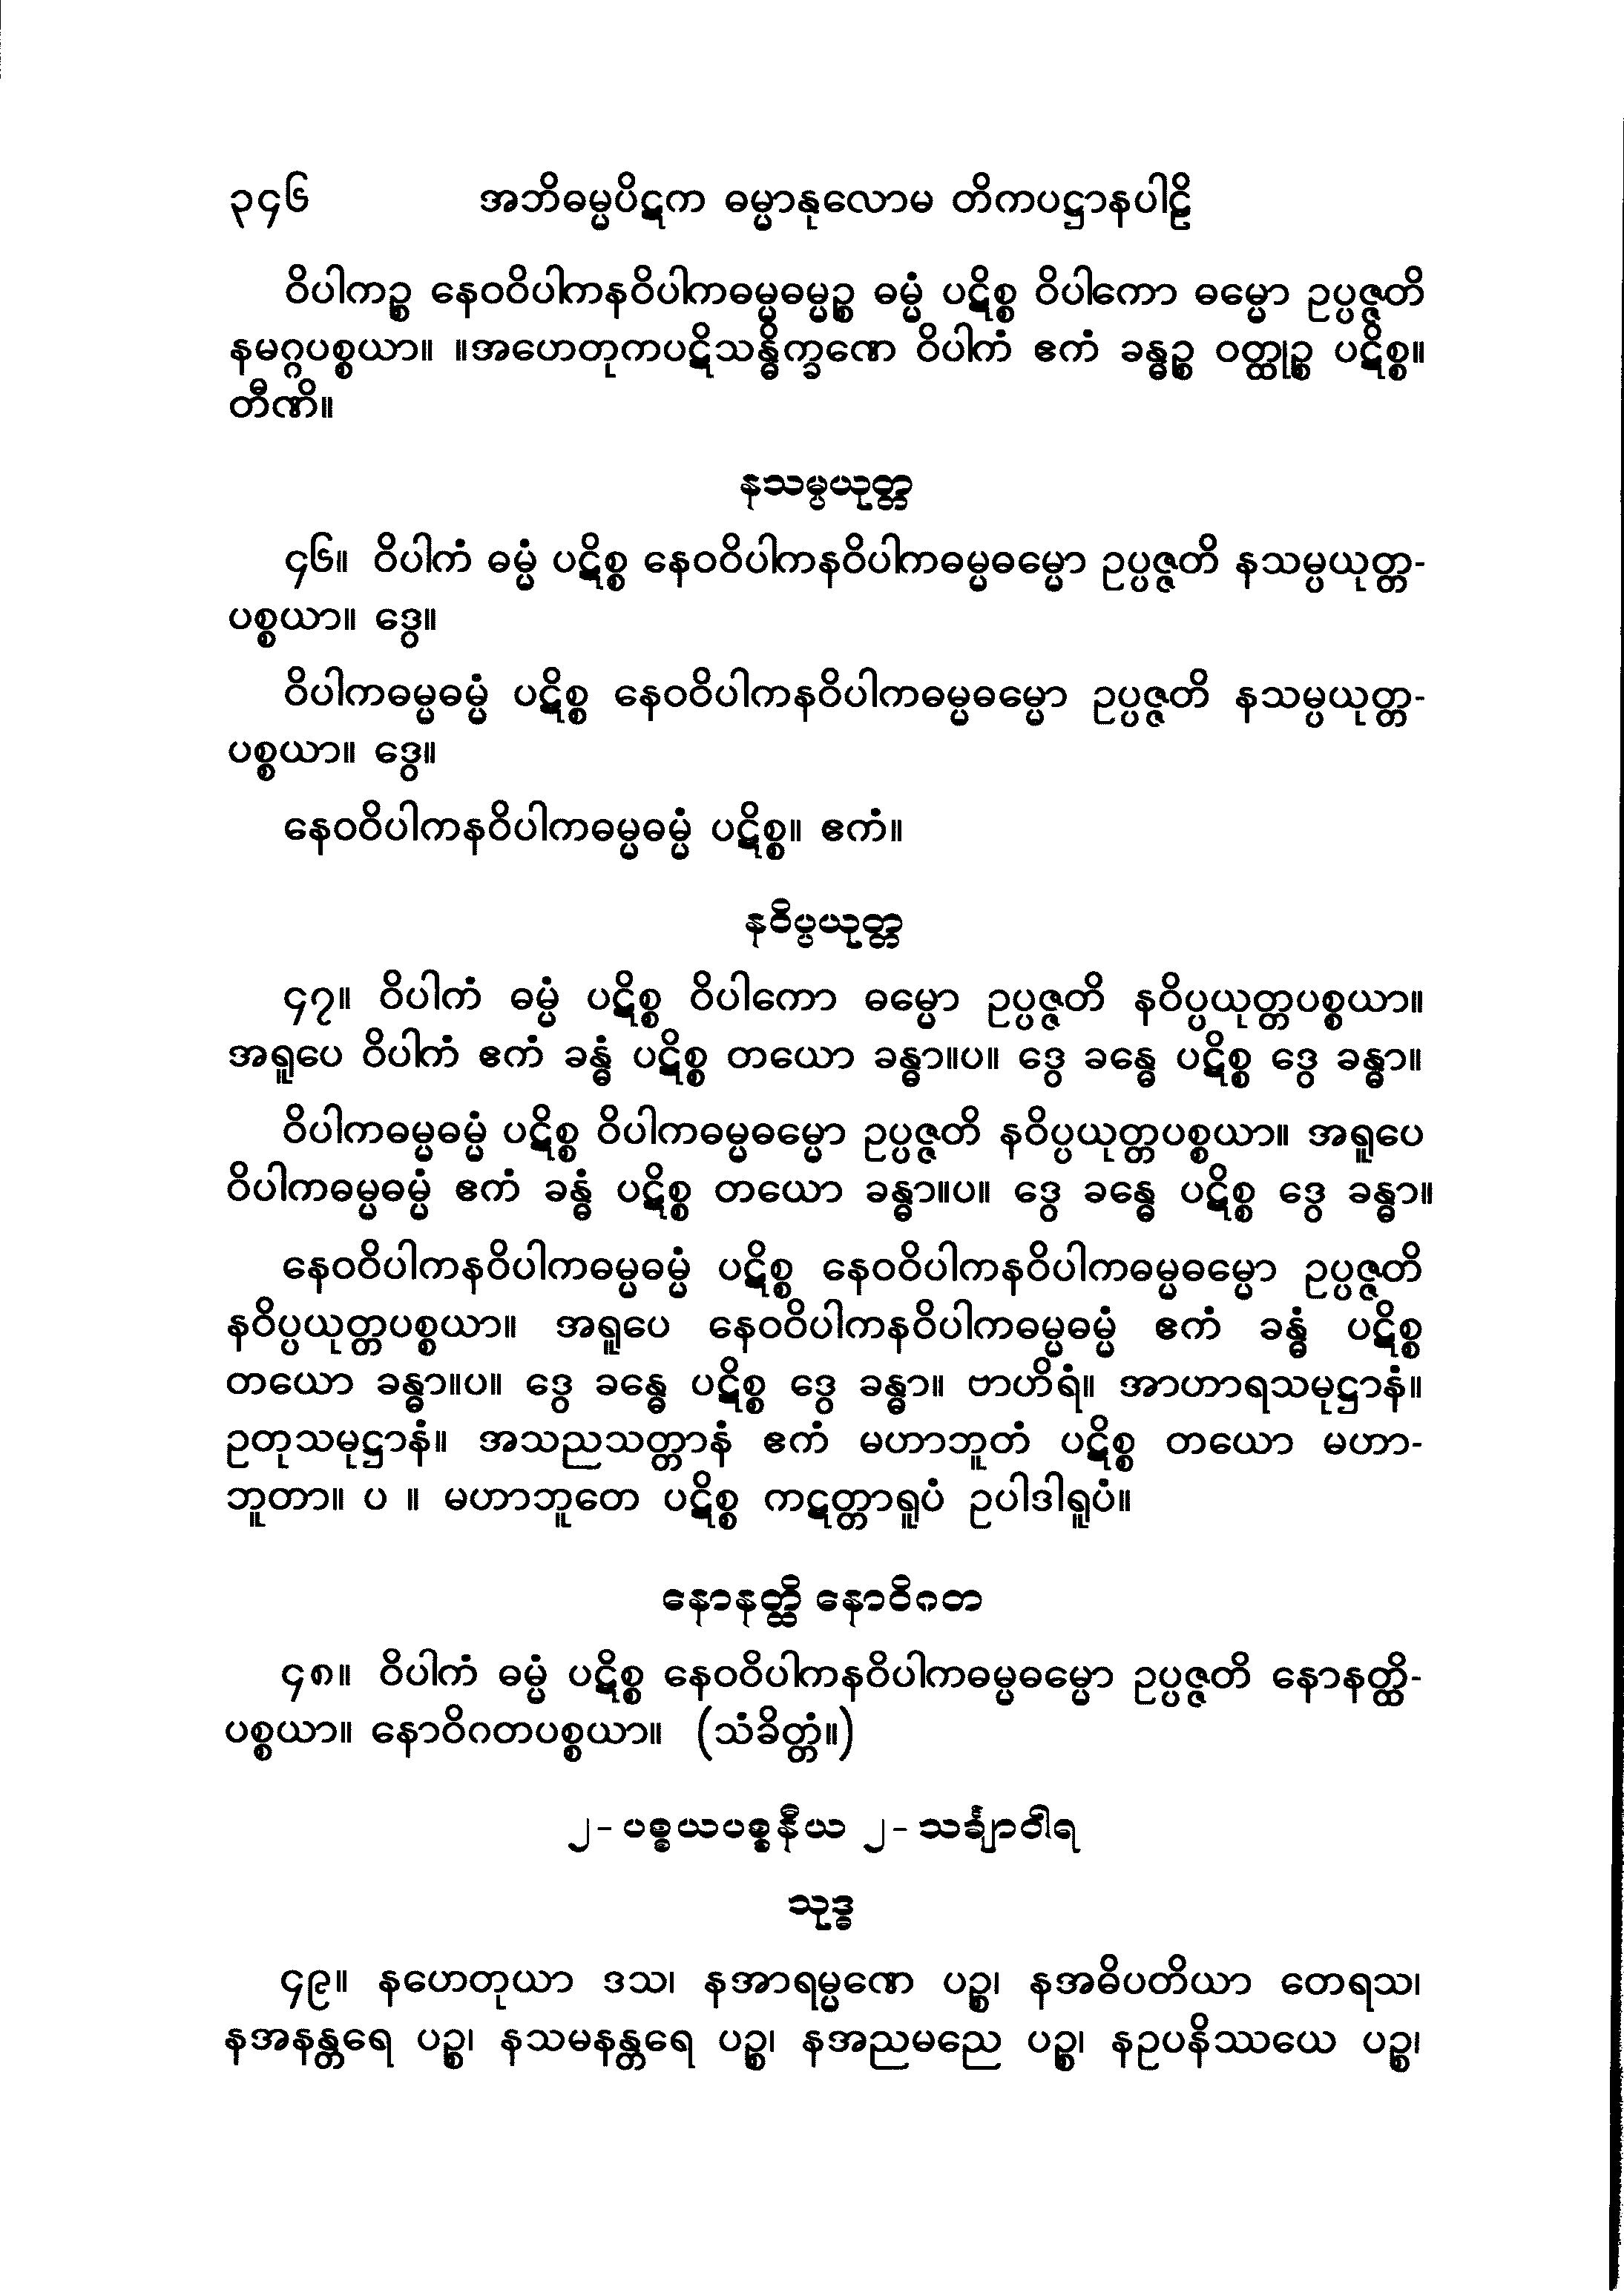 ၃၄၆ အဘိဓမ္မပိဋက ဓမ္မာနုလောမ တိကပဋ္ဌာနပါဠိ
ဝိပါကဉ္စ နေဝဝိပါကနဝိပါကဓမ္မဓမ္မဉ္စ ဓမ္မံ ပဋိစ္စ ဝိပါကော ဓမ္မော ဥပ္ပဇ္ဇတိ
နမဂ္ဂပစ္စယာ။ ။အဟေတုကပဋိသန္ဓိက္ခဏေ ဝိပါကံ ဧကံ ခန္ဓဉ္စ ဝတ္ထုဉ္စ ပဋိစ္စ။
တီဏိ။
နသမ္ပယုတ္တ
၄၆။ ဝိပါကံ ဓမ္မံ ပဋိစ္စ နေဝဝိပါကနဝိပါကဓမ္မဓမ္မော ဥပ္ပဇ္ဇတိ နသမ္ပယုတ္တ-
ပစ္စယာ။ ဒွေ။
ဝိပါကဓမ္မဓမ္မံ ပဋိစ္စ နေဝဝိပါကနဝိပါကဓမ္မဓမ္မော ဥပ္ပဇ္ဇတိ နသမ္ပယုတ္တ-
ပစ္စယာ။ ဒွေ။
နေဝဝိပါကနဝိပါကဓမ္မဓမ္မံ ပဋိစ္စ။ ဧကံ။
နဝိပ္ပယုတ္တ
၄၇။ ဝိပါကံ ဓမ္မံ ပဋိစ္စ ဝိပါကော ဓမ္မော ဥပ္ပဇ္ဇတိ နဝိပ္ပယုတ္တပစ္စယာ။
အရူပေ ဝိပါကံ ဧကံ ခန္ဓံ ပဋိစ္စ တယော ခန္ဓာ။ပ။ ဒွေ ခန္ဓေ ပဋိစ္စ ဒွေ ခန္ဓာ။
ဝိပါကဓမ္မဓမ္မံ ပဋိစ္စ ဝိပါကဓမ္မဓမ္မော ဥပ္ပဇ္ဇတိ နဝိပ္ပယုတ္တပစ္စယာ။ အရူပေ
ဝိပါကဓမ္မဓမ္မံ ဧကံ ခန္ဓံ ပဋိစ္စ တယော ခန္ဓာ။ပ။ ဒွေ ခန္ဓေ ပဋိစ္စ ဒွေ ခန္ဓာ။
နေဝဝိပါကနဝိပါကဓမ္မဓမ္မံ ပဋိစ္စ နေဝဝိပါကနဝိပါကဓမ္မဓမ္မော ဥပ္ပဇ္ဇတိ
နဝိပ္ပယုတ္တပစ္စယာ။ အရူပေ နေဝဝိပါကနဝိပါကဓမ္မဓမ္မံ ဧကံ ခန္ဓံ ပဋိစ္စ
တယော ခန္ဓာ။ပ။ ဒွေ ခန္ဓေ ပဋိစ္စ ဒွေ ခန္ဓာ။ ဗာဟိရံ။ အာဟာရသမုဋ္ဌာနံ။
ဥတုသမုဋ္ဌာနံ။ အသညသတ္တာနံ ဧကံ မဟာဘူတံ ပဋိစ္စ တယော မဟာ-
ဘူတာ။ ပ ။ မဟာဘူတေ ပဋိစ္စ ကဋတ္တာရူပံ ဥပါဒါရူပံ။
နောနတ္ထိ နောဝိဂတ
၄၈။ ဝိပါကံ ဓမ္မံ ပဋိစ္စ နေဝဝိပါကနဝိပါကဓမ္မဓမ္မော ဥပ္ပဇ္ဇတိ နောနတ္ထိ-
ပစ္စယာ။ နောဝိဂတပစ္စယာ။ (သံခိတ္တံ။)
၂- ပစ္စယပစ္စနီယ ၂- သင်္ချာဝါရ
သုဒ္ဓ
၄၉။ နဟေတုယာ ဒသ၊ နအာရမ္မဏေ ပဉ္စ၊ နအဓိပတိယာ တေရသ၊
နအနန္တရေ ပဉ္စ၊ နသမနန္တရေ ပဉ္စ၊ နအညမညေ ပဉ္စ၊ နဥပနိဿယေ ပဉ္စ၊